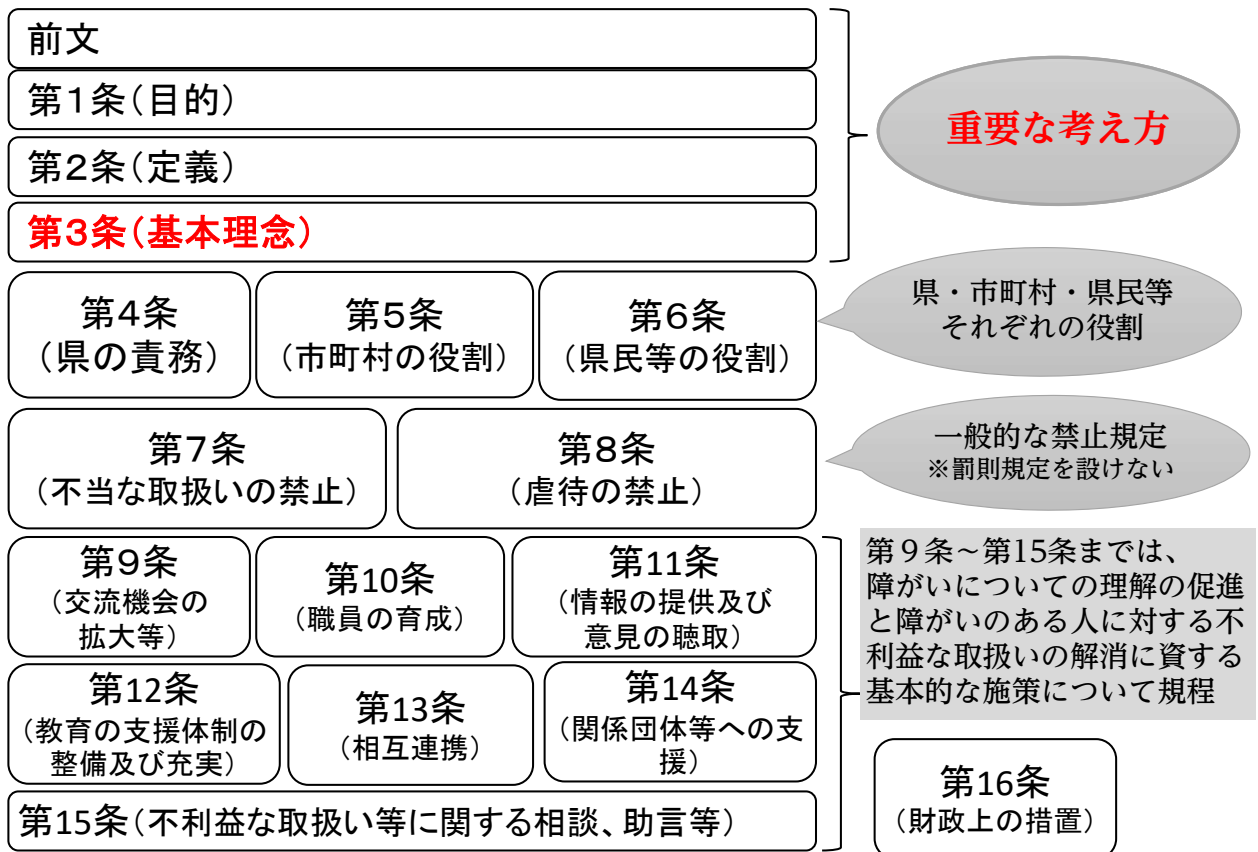 前文
第1条(目的)
第2条(定義)
第3条(基本理念)
重要な考え方
第4条
(県の責務)
第5条
(市町村の役割)
第6条
(県民等の役割)
県・市町村・県民等
それぞれの役割
第7条
(不当な取扱いの禁止)
第8条
(虐待の禁止)
一般的な禁止規定
※罰則規定を設けない
第9条
(交流機会の
拡大等)
第10条
(職員の育成)
第11条
(情報の提供及び
意見の聴取)
第12条
(教育の支援体制の
整備及び充実)
第13条
(相互連携)
第14条
(関係団体等への支
援)
第15条(不利益な取扱い等に関する相談、助言等)
第9条~第15条までは、
障がいについての理解の促進
と障がいのある人に対する不
利益な取扱いの解消に資する
基本的な施策について規程
第16条
(財政上の措置)